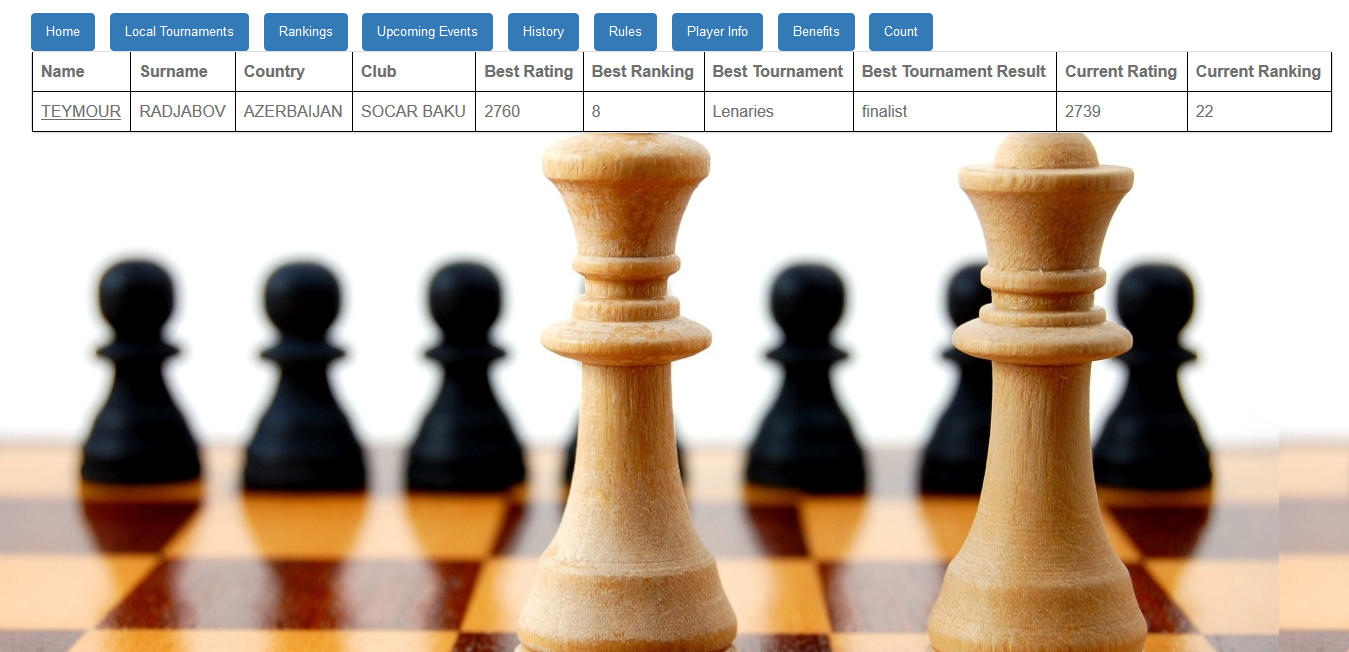 Home Local Tournaments Rankings Upcoming Events History Rules Player Info Benefits Count
Name Surname Country Club Best Rating Best Ranking Best Tournament Best Tournament Result Current Rating Current Ranking
TEYMOUR RADJABOV AZERBAIJAN SOCAR BAKU 2760 8 Lenaries finalist 2739 22